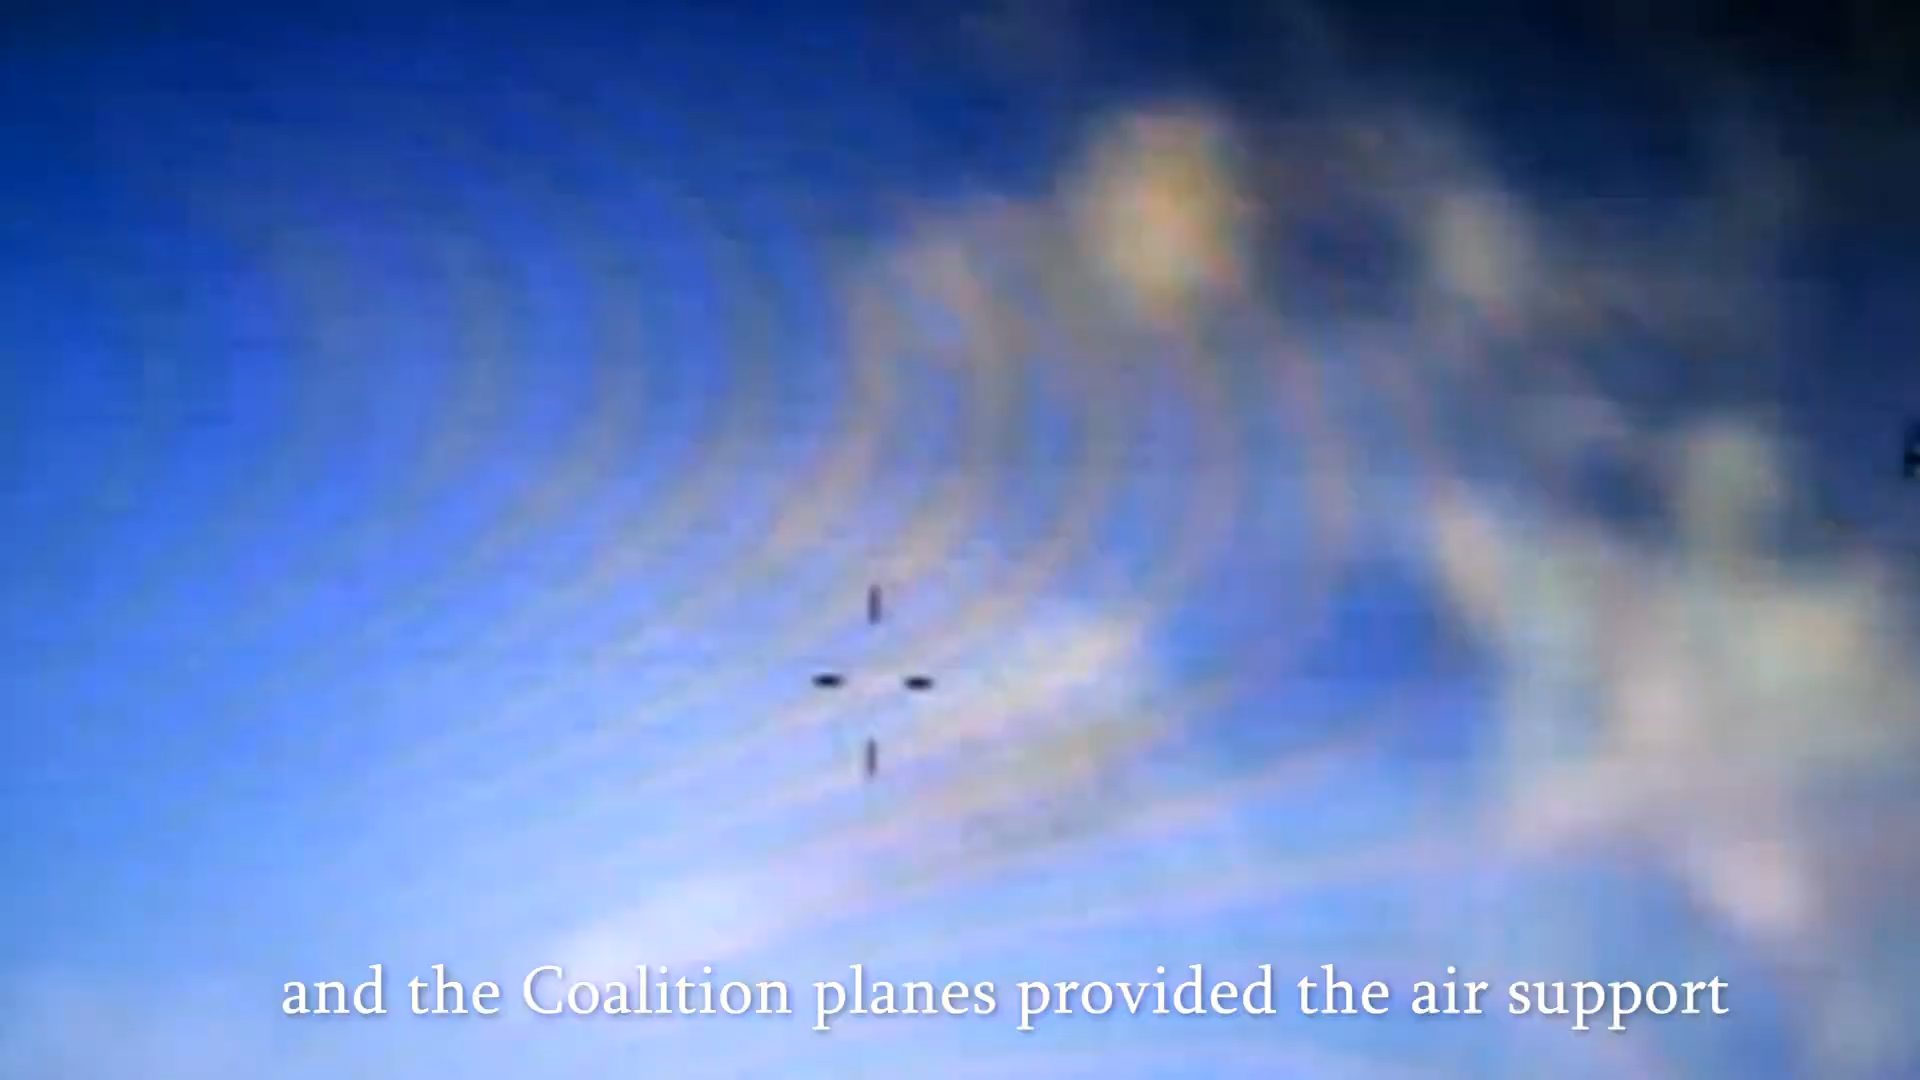 and the Coalition planes provided the air support